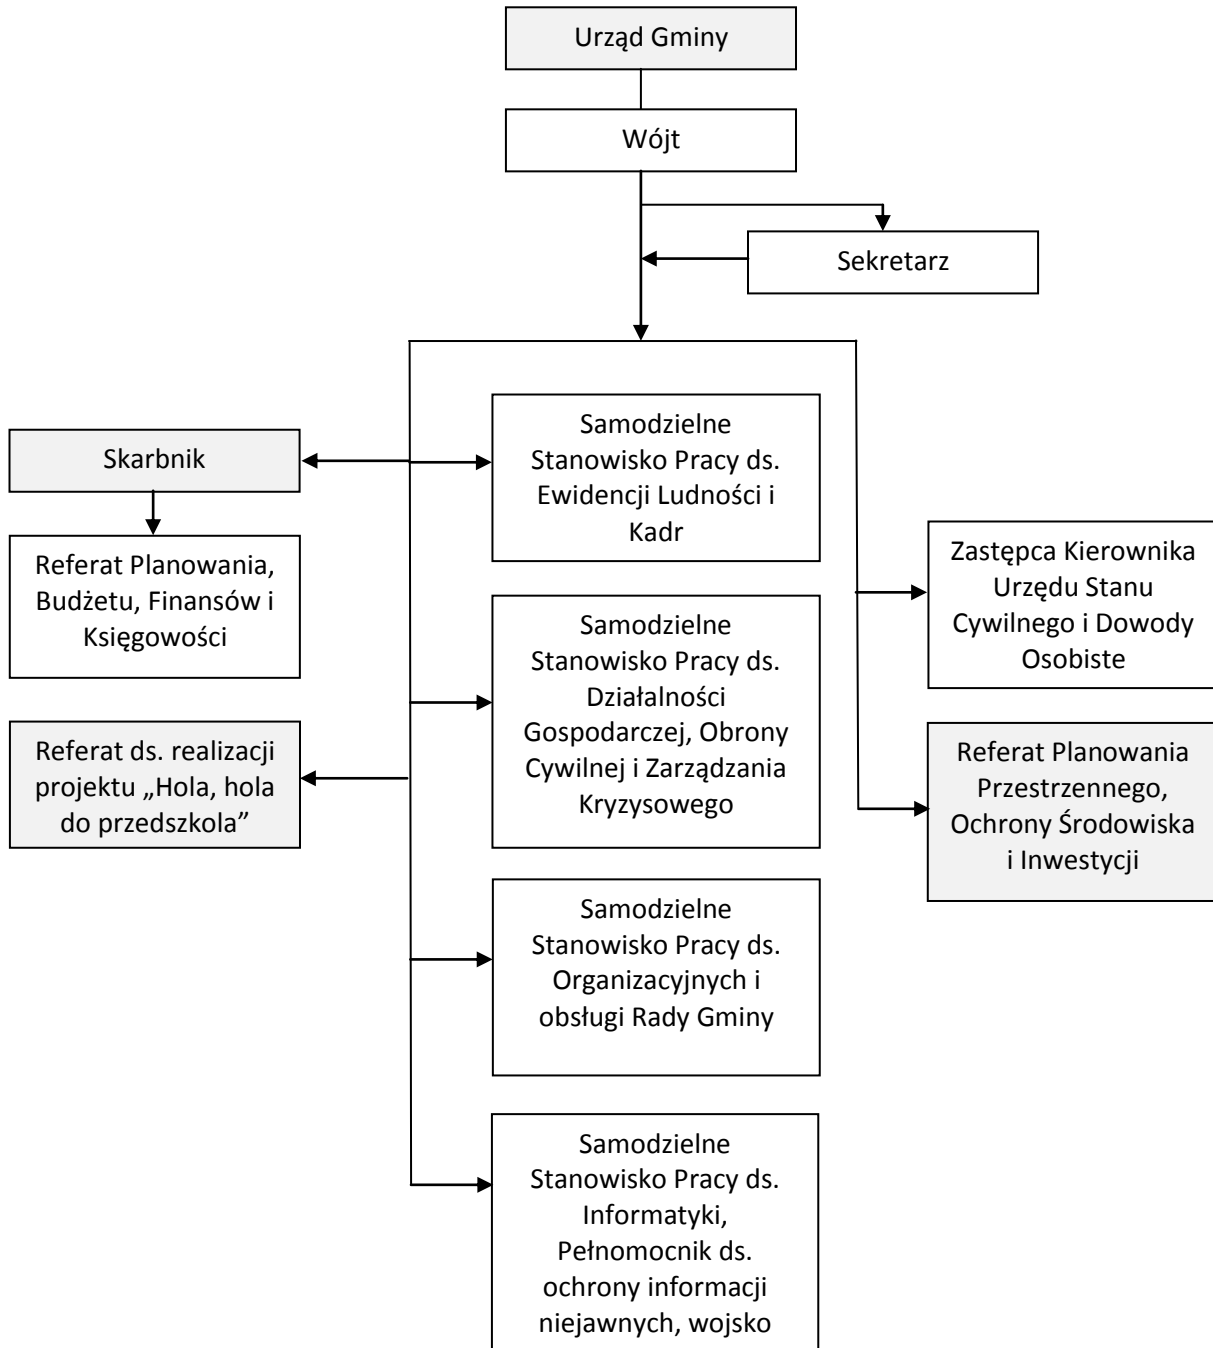 Urząd Gminy
Wójt
Sekretarz
Skarbnik
Referat Planowania,
Budżetu, Finansów i
Księgowości
Referat ds. realizacji
projektu „Hola, hola
do przedszkola”
Samodzielne
Stanowisko Pracy ds.
Ewidencji Ludności i
Kadr
Samodzielne
Stanowisko Pracy ds.
Działalności
Gospodarczej, Obrony
Cywilnej i Zarządzania
Kryzysowego
Samodzielne
Stanowisko Pracy ds.
Organizacyjnych i
obsługi Rady Gminy
Samodzielne
Stanowisko Pracy ds.
Informatyki,
Pełnomocnik ds.
ochrony informacji
niejawnych, wojsko
Zastępca Kierownika
Urzędu Stanu
Cywilnego i Dowody
Osobiste
Referat Planowania
Przestrzennego,
Ochrony Środowiska
i Inwestycji